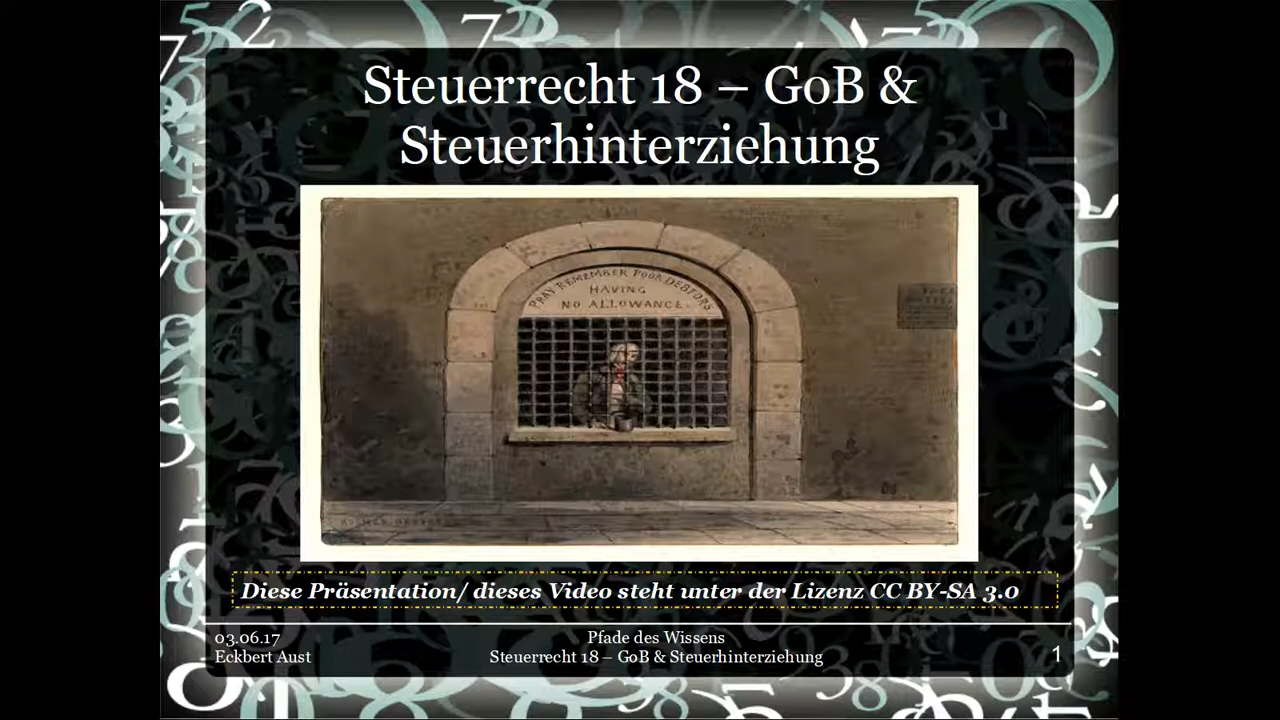 Steuerrecht 18 – GoB &
Steuerhinterziehung
PRAY REMEMBER POOR DEBTORS
HAVING
NO ALLOWANCE.
Diese Präsentation/ dieses Video steht unter der Lizenz CC BY-SA 3.0
03.06.17
Pfade des Wissens
Eckbert Aust
Steuerrecht 18 – GoB & Steuerhinterziehung
1